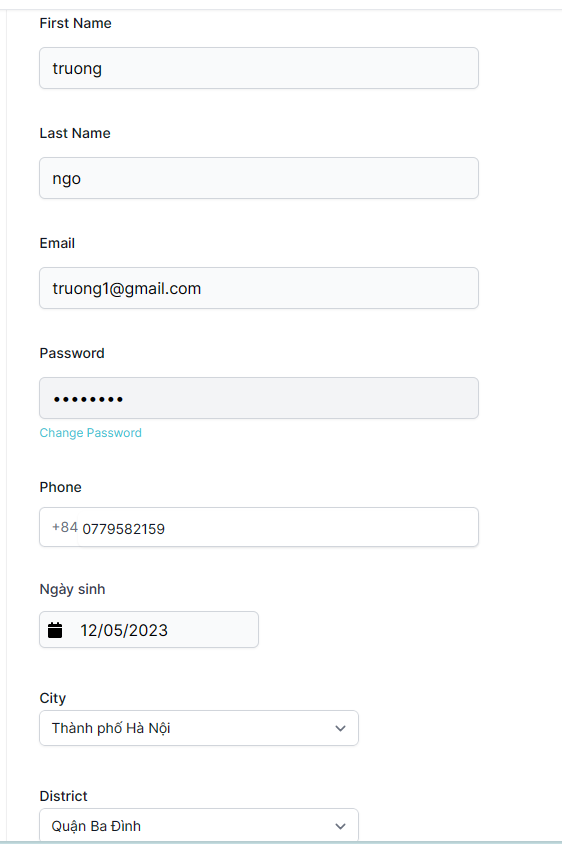 First Name
truong
Last Name
ngo
Email
truong1@gmail.com
Password
••••••••
Change Password
Phone
+84 0779582159
Ngày sinh
12/05/2023
City
Thành phố Hà Nội
District
Quận Ba Đình